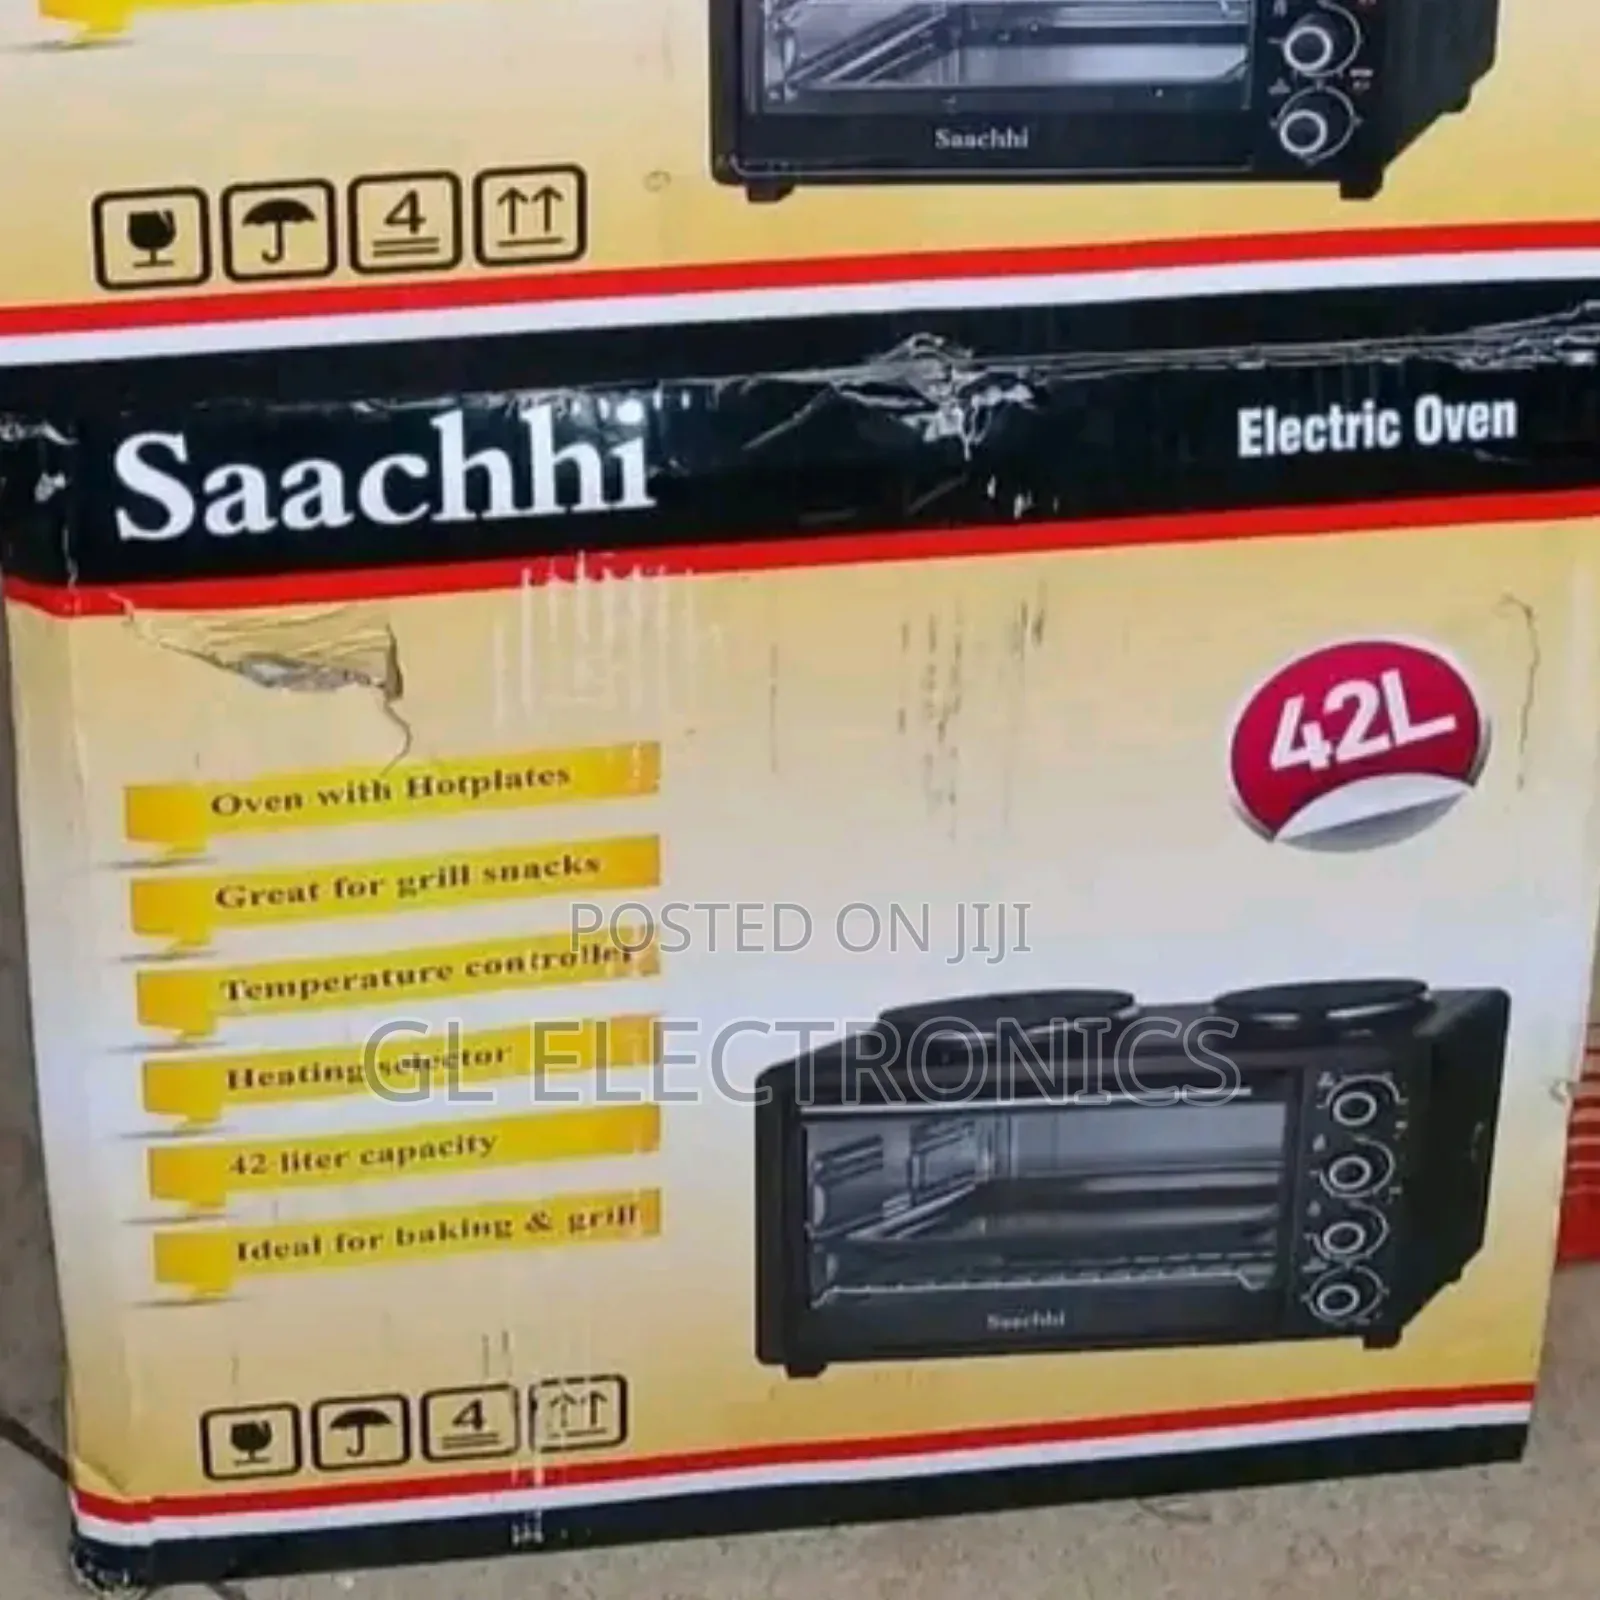 Saachhi
4
Saachhi
Electric Oven
42L
Oven with Hotplates
Great for grill snacks
POSTED ON JIJI
Temperature controller
GL ELECTRONICS
Heating selector
42 liter capacity
Ideal for baking & grill
Saachhi
4